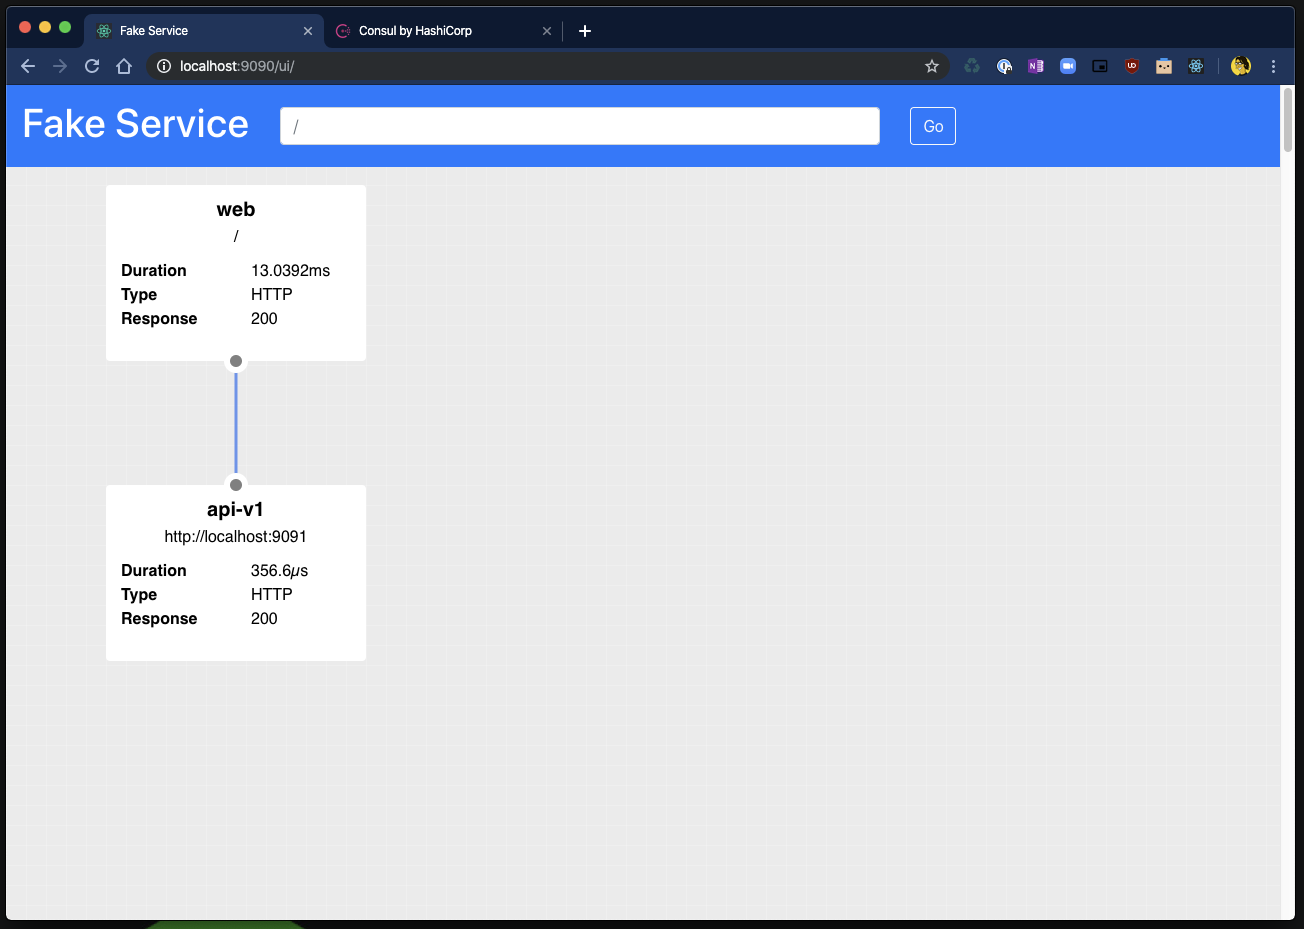 Fake Service
Consul by HashiCorp
localhost:9090/ui/
Fake Service
/
Go
web
/
Duration 13.0392ms
Type HTTP
Response 200
api-v1
http://localhost:9091
Duration 356.6µs
Type HTTP
Response 200